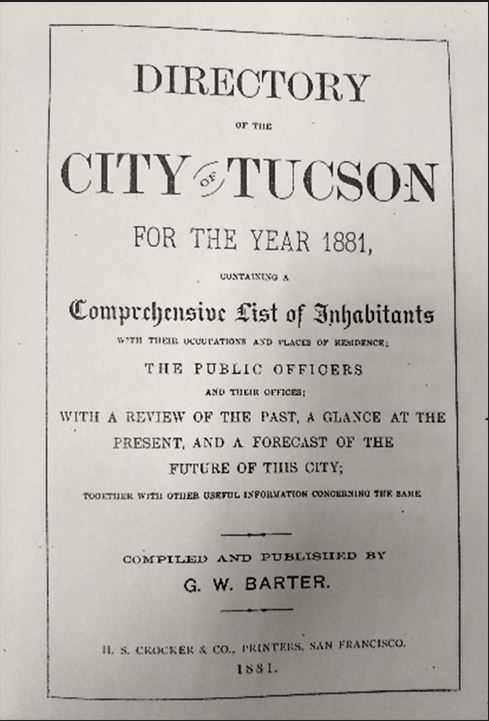 DIRECTORY
OF THE
CITY OF TUCSON
FOR THE YEAR 1881,
CONTAINING A
Comprehensive List of Inhabitants
WITH THEIR OCCUPATIONS AND PLACES OF RESIDENCE;
THE PUBLIC OFFICERS
AND THEIR OFFICES;
WITH A REVIEW OF THE PAST, A GLANCE AT THE
PRESENT, AND A FORECAST OF THE
FUTURE OF THIS CITY;
TOGETHER WITH OTHER USEFUL INFORMATION CONCERNING THE SAME
COMPILED AND PUBLISHED BY
G. W. BARTER.
H. S. CROCKER & CO., PRINTERS, SAN FRANCISCO.
1881.